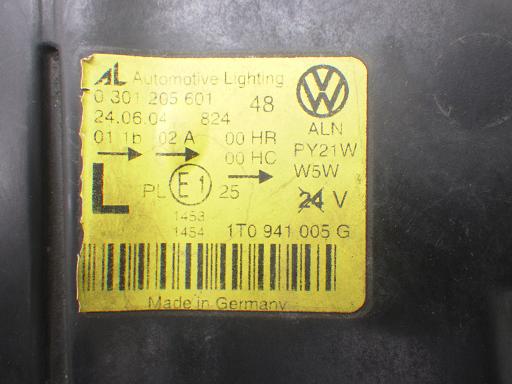 AL Automotive Lighting
0 301 205 601 48
24.06.04 824 ALN
01 1b 02 A 00 HR PY21W
00 HC W5W
L PL E1 25 24 V
1453
1454 1T0 941 005 G
Made in Germany